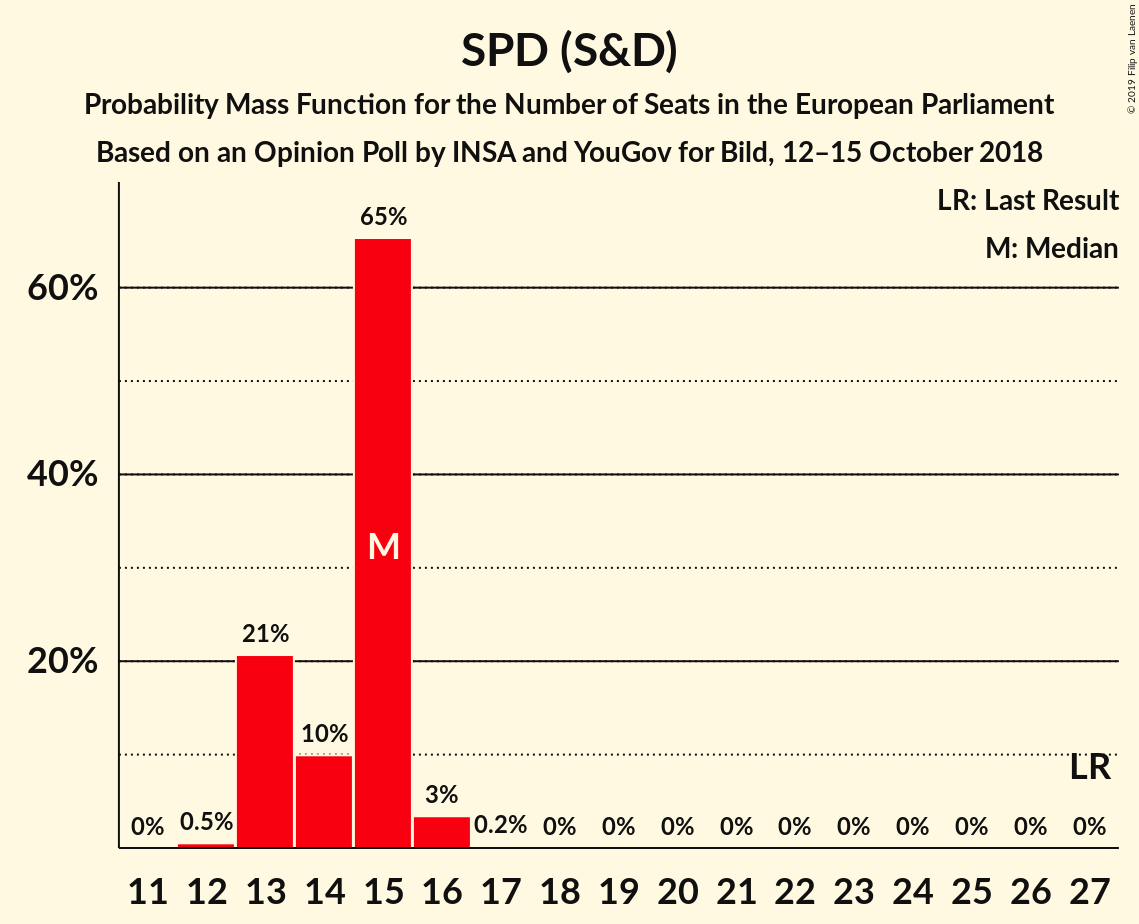 SPD (S&D)
Probability Mass Function for the Number of Seats in the European Parliament
Based on an Opinion Poll by INSA and YouGov for Bild, 12–15 October 2018
© 2019 Filip van Laenen
LR: Last Result
M: Median
65%
60%
40%
M
21%
20%
10%
LR
3%
0% 0.5% 0.2% 0% 0% 0% 0% 0% 0% 0% 0% 0% 0%
11 12 13 14 15 16 17 18 19 20 21 22 23 24 25 26 27